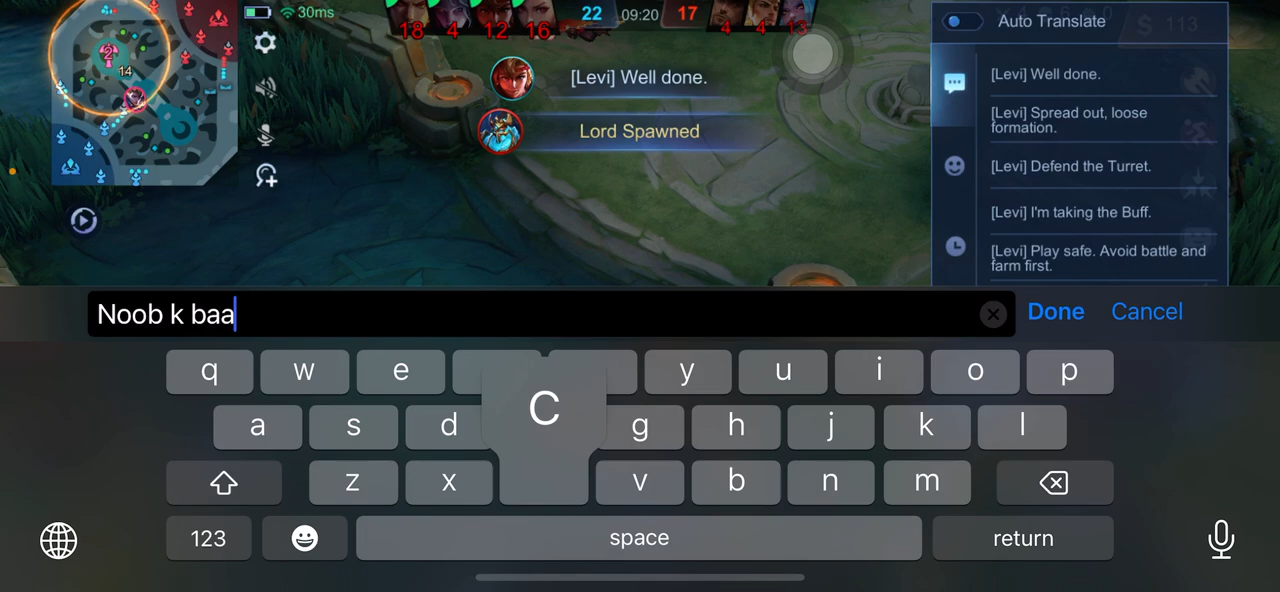 30ms
22 09:20 17
18 4 12 16 4 4 13
Auto Translate
$ 113
2
14
[Levi] Well done.
Lord Spawned
[Levi] Well done.
[Levi] Spread out, loose
formation.
[Levi] Defend the Turret.
[Levi] I'm taking the Buff.
[Levi] Play safe. Avoid battle and
farm first.
Noob k baa
Done Cancel
q w e y u i o p
a s d C g h j k l
z x v b n m
123 space return